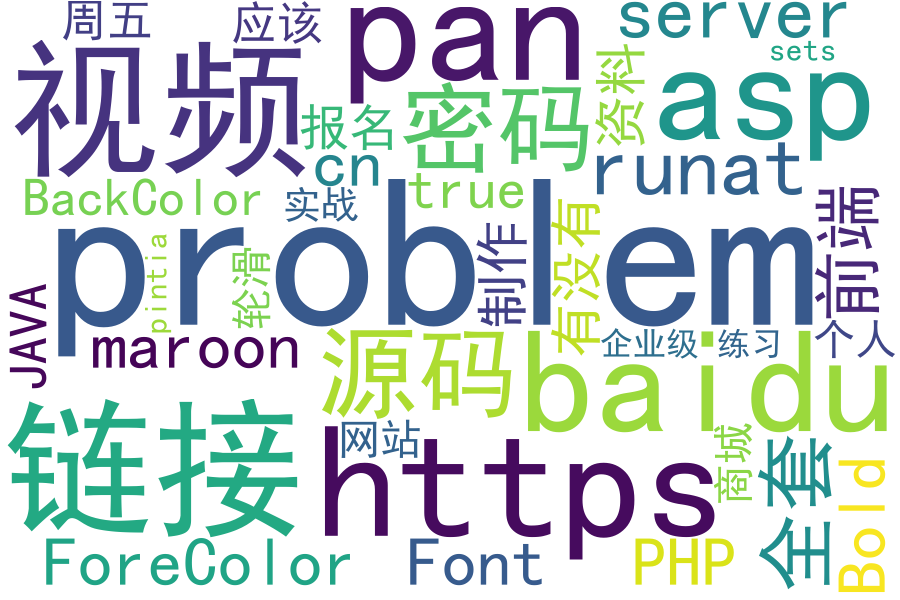 周五
应该
pan
server
sets
视频
密码
资料
asp
报名
cn
runat
BackColor
实战
true
前端
problem
pintia
轮滑
制作
有没有
JAVA
maroon
源码
baidu
企业级
练习
个人
链接
https
网站
商城
全套
Bold
ForeColor
Font
PHP